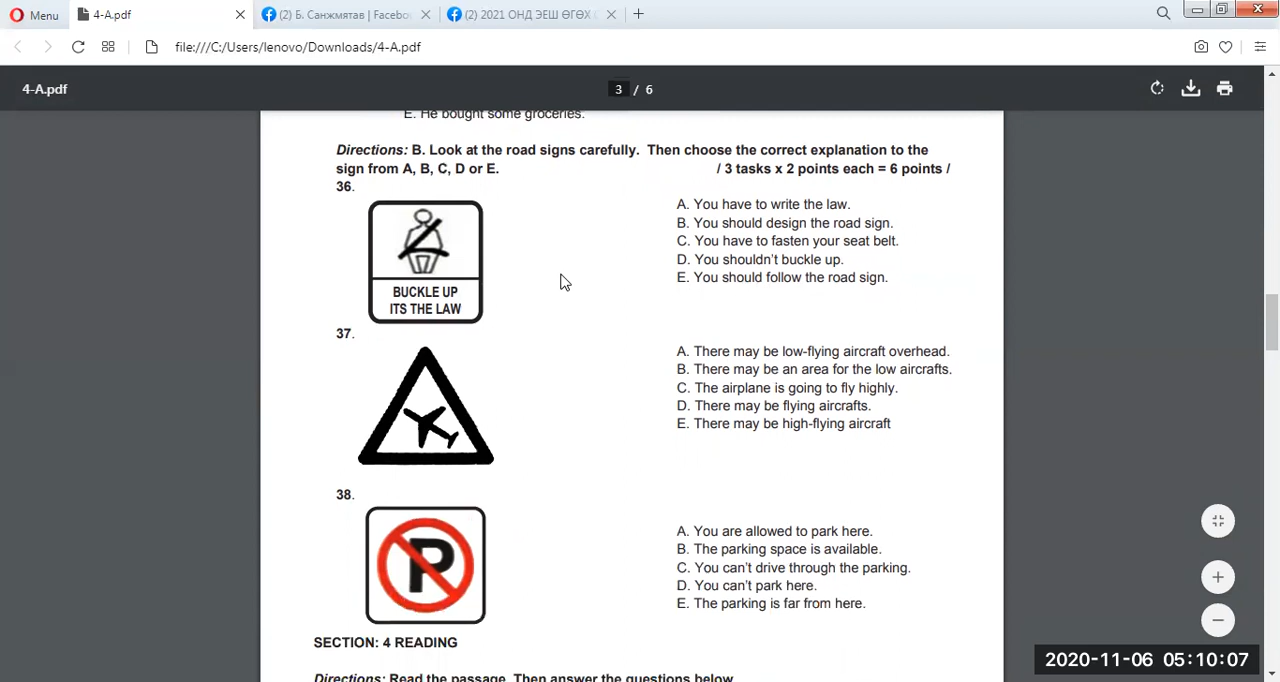 Menu
4-A.pdf
(2) Б. Санжмятав | Facebo
(2) 2021 ОНД ЭЕШ ӨГӨХ
file:///C:/Users/lenovo/Downloads/4-A.pdf
4-A.pdf
3 / 6
E. He bought some groceries.
Directions: B. Look at the road signs carefully. Then choose the correct explanation to the
sign from A, B, C, D or E. / 3 tasks x 2 points each = 6 points /
36.
BUCKLE UP
ITS THE LAW
A. You have to write the law.
B. You should design the road sign.
C. You have to fasten your seat belt.
D. You shouldn't buckle up.
E. You should follow the road sign.
37.
A. There may be low-flying aircraft overhead.
B. There may be an area for the low aircrafts.
C. The airplane is going to fly highly.
D. There may be flying aircrafts.
E. There may be high-flying aircraft
38.
P
A. You are allowed to park here.
B. The parking space is available.
C. You can't drive through the parking.
D. You can't park here.
E. The parking is far from here.
SECTION: 4 READING
Directions: Read the passage. Then answer the questions below
2020-11-06 05:10:07